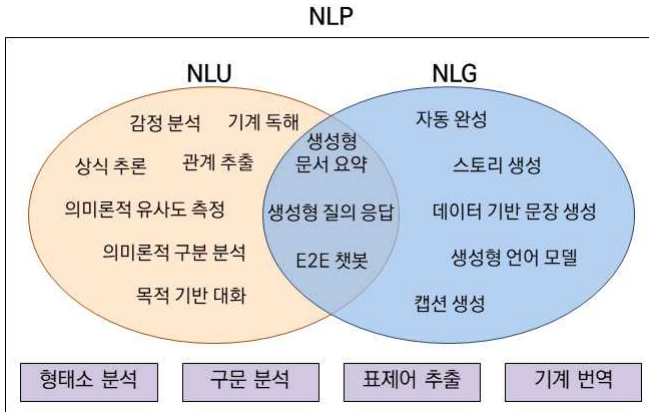 NLP
NLU
NLG
감정 분석
기계 독해
상식 추론
관계 추출
의미론적 유사도 측정
의미론적 구분 분석
목적 기반 대화
생성형
문서 요약
생성형 질의 응답
E2E 챗봇
자동 완성
스토리 생성
데이터 기반 문장 생성
생성형 언어 모델
캡션 생성
형태소 분석
구문 분석
표제어 추출
기계 번역